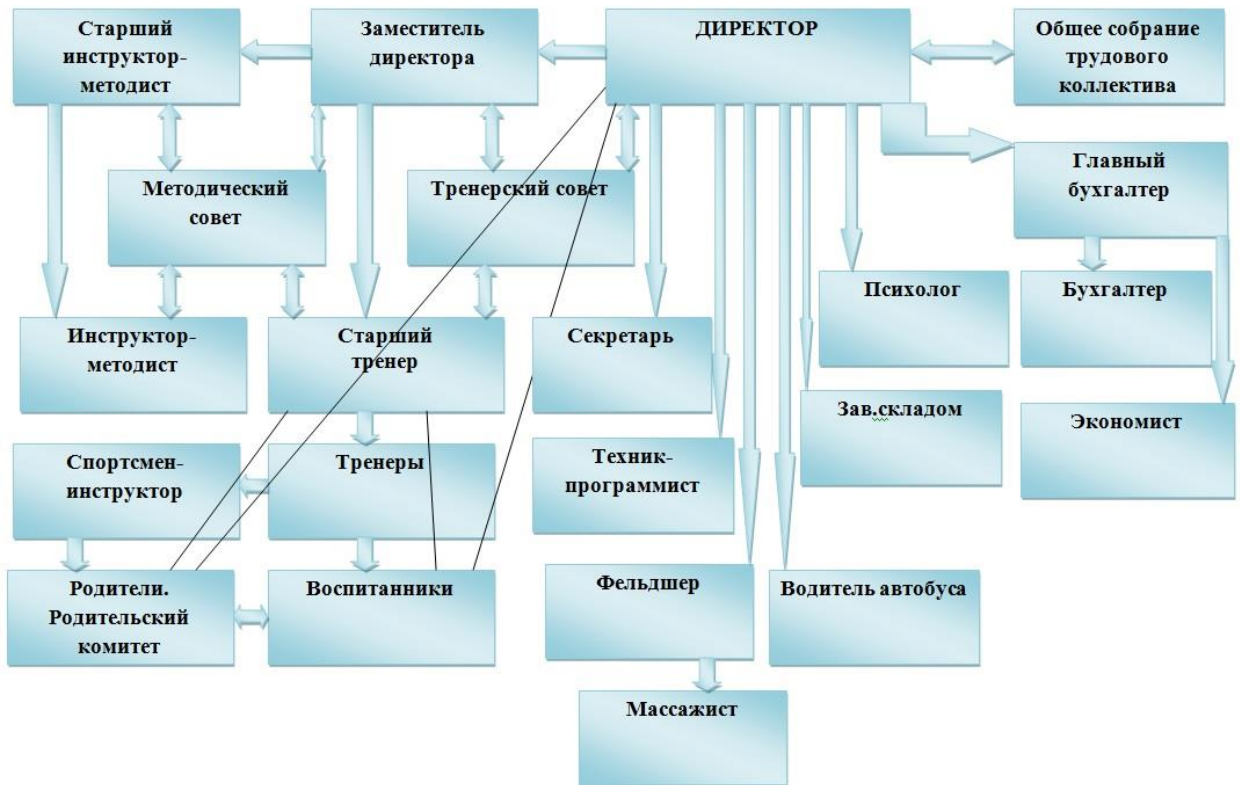 Старший
инструктор-
методист
Заместитель
директора
ДИРЕКТОР
Общее собрание
трудового
коллектива
Методический
совет
Тренерский совет
Главный
бухгалтер
Психолог
Бухгалтер
Инструктор-
методист
Старший
тренер
Секретарь
Зав.складом
Экономист
Спортсмен-
инструктор
Тренеры
Техник-
программист
Родители.
Родительский
комитет
Воспитанники
Фельдшер
Водитель автобуса
Массажист